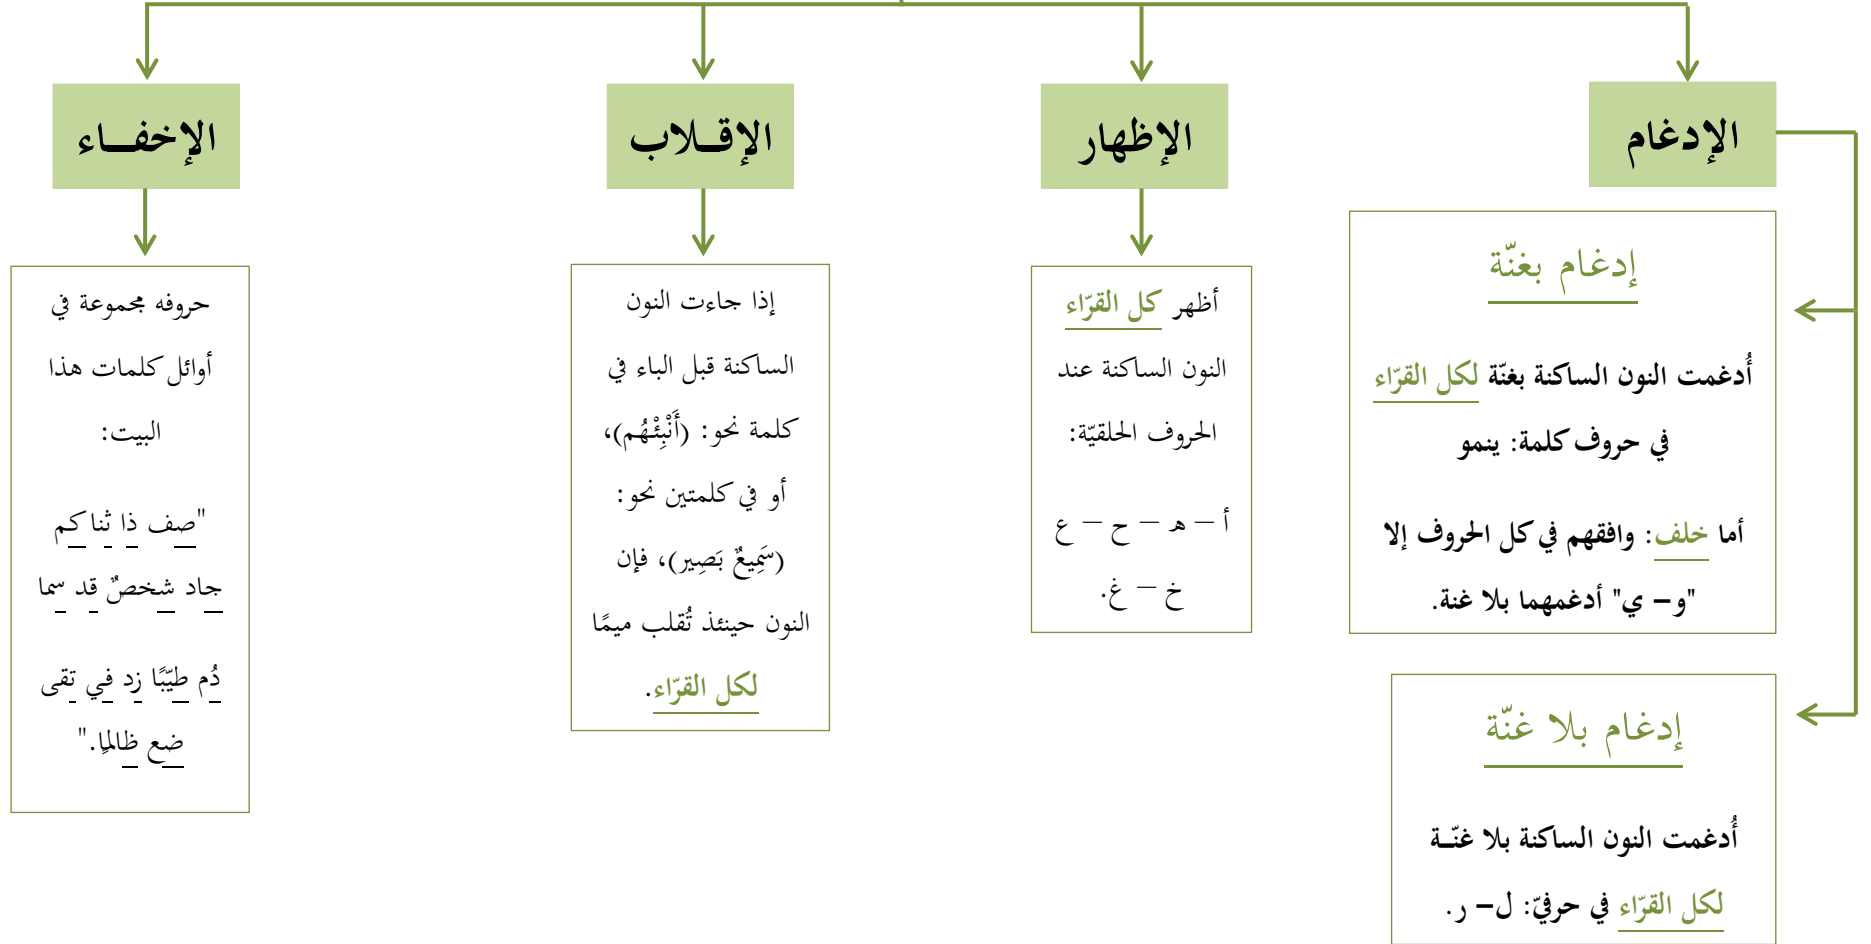 الإدغام
إدغام بغنّة
أُدغمت النون الساكنة بغنّة لكل القرّاء
في حروف كلمة: ينمو
أما خلف: وافقهم في كل الحروف إلا
"و – ي" أدغمهما بلا غنة.
إدغام بلا غنّة
أُدغمت النون الساكنة بلا غنّـة
لكل القرّاء في حرفيّ: ل– ر.
الإظهار
أظهر كل القرّاء
النون الساكنة عند
الحروف الحلقيّة:
أ – هـ – ح – ع
خ – غ.
الإقـلاب
إذا جاءت النون
الساكنة قبل الباء في
كلمة نحو: (أَنْبِئْهُم)،
أو في كلمتين نحو:
(سَمِيعٌ بَصِير)، فإن
النون حينئذ تُقلب ميمًا
لكل القرّاء.
الإخفـاء
حروفه مجموعة في
أوائل كلمات هذا
البيت:
"صف ذا ثنا كم
جاد شخصٌ قد سما
دُم طيّبًا زد في تقى
ضع ظالمًا."